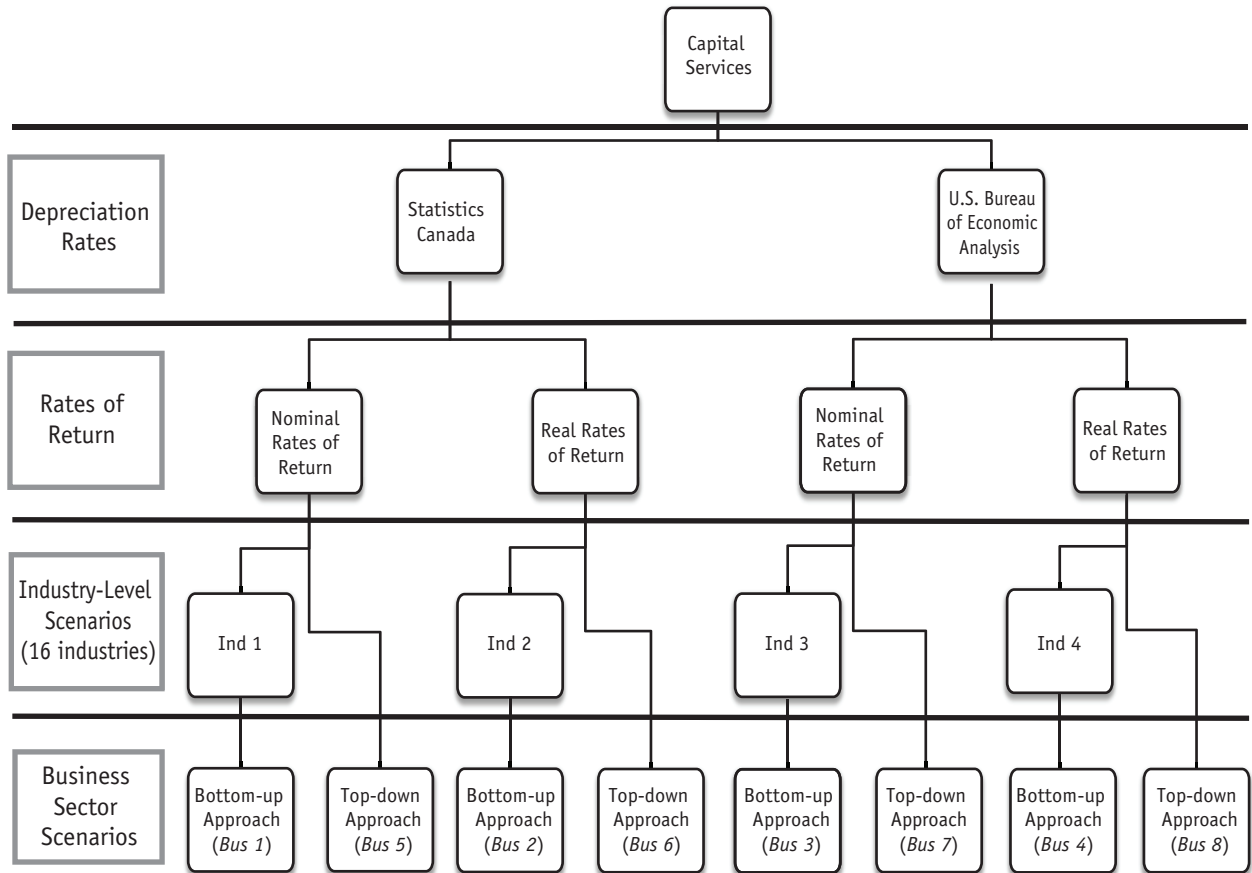 Capital
Services
Depreciation
Rates
Statistics
Canada
U.S. Bureau
of Economic
Analysis
Rates of
Return
Nominal
Rates of
Return
Real Rates
of Return
Nominal
Rates of
Return
Real Rates
of Return
Industry-Level
Scenarios
(16 industries)
Ind 1
Ind 2
Ind 3
Ind 4
Business
Sector
Scenarios
Bottom-up
Approach
(Bus 1)
Top-down
Approach
(Bus 5)
Bottom-up
Approach
(Bus 2)
Top-down
Approach
(Bus 6)
Bottom-up
Approach
(Bus 3)
Top-down
Approach
(Bus 7)
Bottom-up
Approach
(Bus 4)
Top-down
Approach
(Bus 8)